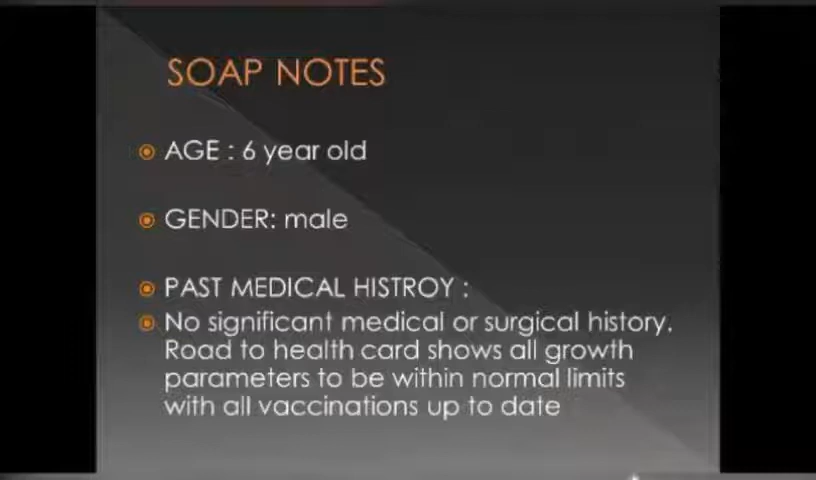 SOAP NOTES
AGE : 6 year old
GENDER: male
PAST MEDICAL HISTROY :
No significant medical or surgical history.
Road to health card shows all growth
parameters to be within normal limits
with all vaccinations up to date